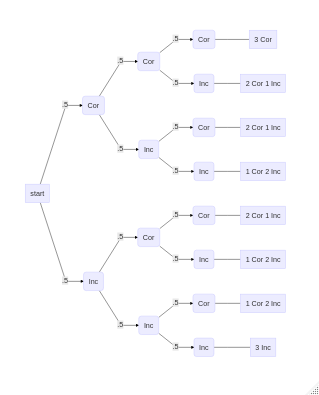 .5 Cor 3 Cor
.5 Cor
.5 Inc 2 Cor 1 Inc
.5 Cor
.5 Cor 2 Cor 1 Inc
.5 Inc
.5 Inc 1 Cor 2 Inc
start
.5 Cor 2 Cor 1 Inc
.5 Cor
.5 Inc 1 Cor 2 Inc
.5 Inc
.5 Cor 1 Cor 2 Inc
.5 Inc
.5 Inc 3 Inc